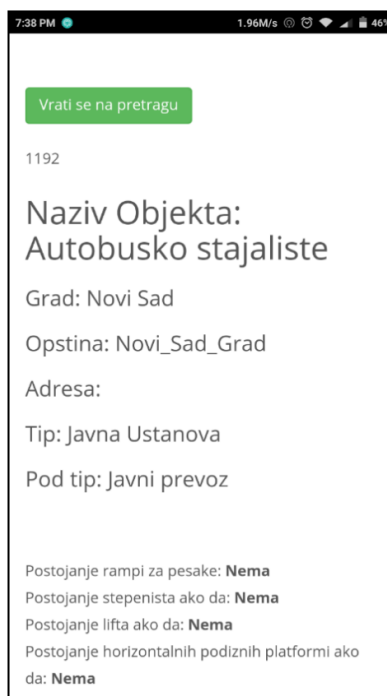 7:38 PM 1.96M/s 46%
Vrati se na pretragu
1192
Naziv Objekta:
Autobusko stajaliste
Grad: Novi Sad
Opstina: Novi_Sad_Grad
Adresa:
Tip: Javna Ustanova
Pod tip: Javni prevoz
Postojanje rampi za pesake: Nema
Postojanje stepenista ako da: Nema
Postojanje lifta ako da: Nema
Postojanje horizontalnih podiznih platformi ako
da: Nema